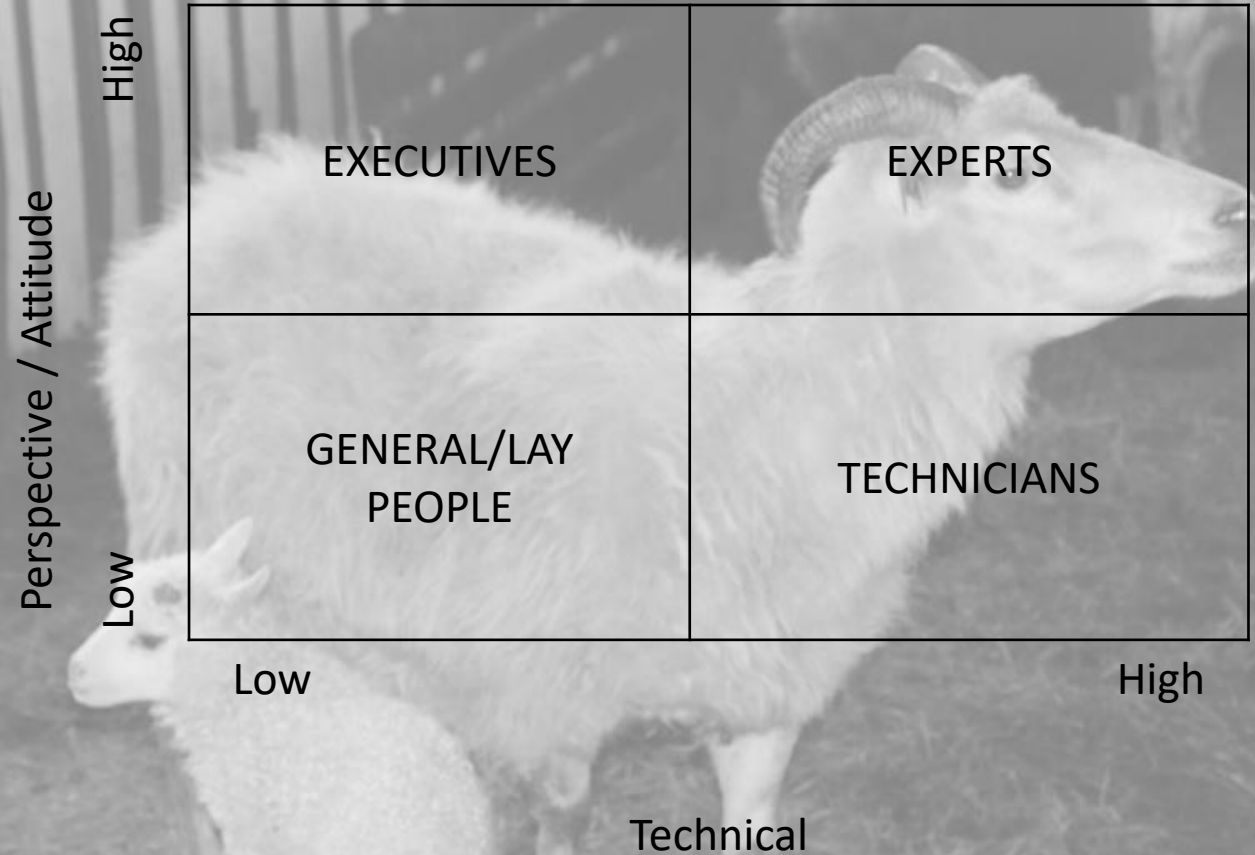 High
EXECUTIVES
EXPERTS
Perspective / Attitude
GENERAL/LAY
PEOPLE
TECHNICIANS
Low
Low
High
Technical